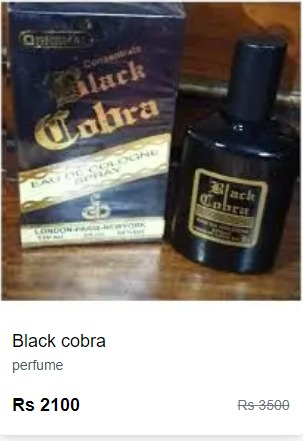 Original
Concentrate
Black
Cobra
EAU DE COLOGNE
SPRAY
LONDON-PARIS-NEWYORK
Black
Cobra
Black cobra
perfume
Rs 2100
Rs 3500